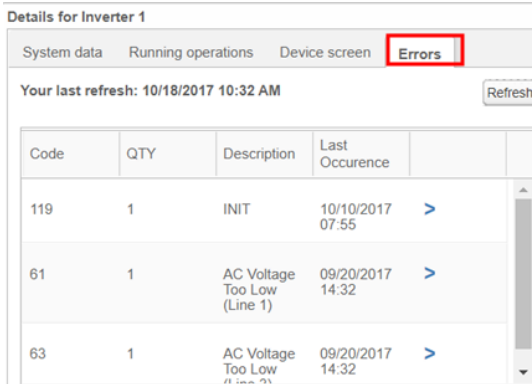 Details for Inverter 1
System data Running operations Device screen Errors
Your last refresh: 10/18/2017 10:32 AM
Refresh
Code QTY Description Last
Occurence
119 1 INIT 10/10/2017
07:55
>
61 1 AC Voltage
Too Low
(Line 1)
09/20/2017
14:32
>
63 1 AC Voltage
Too Low
09/20/2017
14:32
>